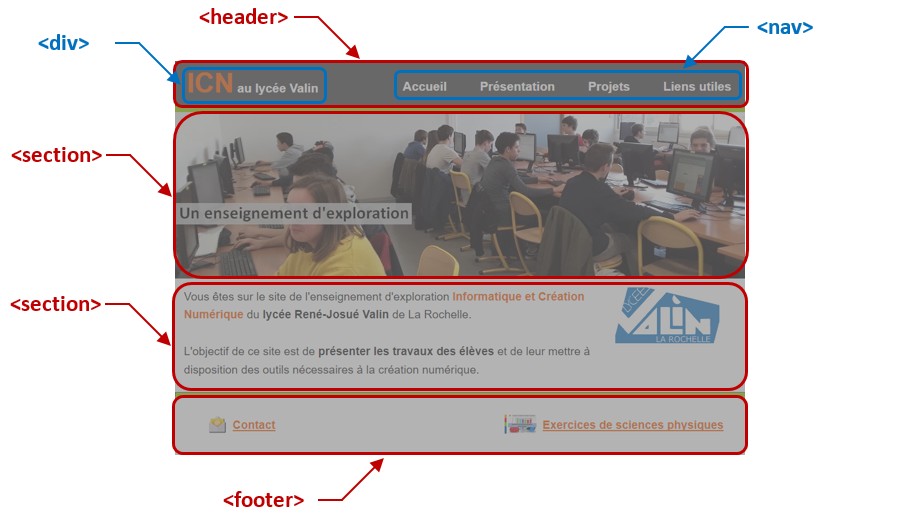 <header>
<div>
<nav>
ICN au lycée Valin
Accueil Présentation Projets Liens utiles
<section>
Un enseignement d'exploration
<section>
Vous êtes sur le site de l'enseignement d'exploration Informatique et Création
Numérique du lycée René-Josué Valin de La Rochelle.
L'objectif de ce site est de présenter les travaux des élèves et de leur mettre à
disposition des outils nécessaires à la création numérique.
LYCÉE
VALIN
LA ROCHELLE
Contact
Exercices de sciences physiques
<footer>